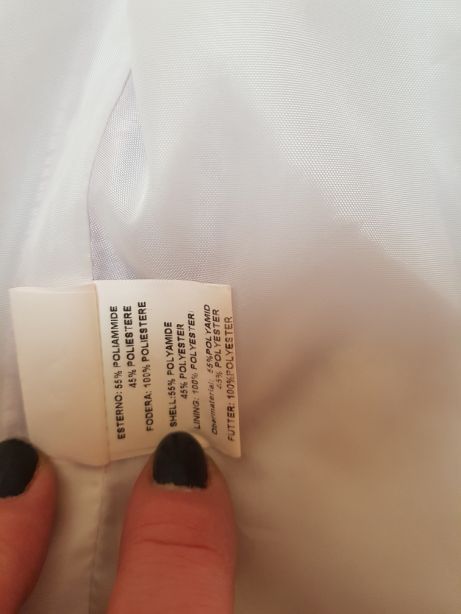 ESTERNO: 55% POLIAMMIDE
45% POLIESTERE
FODERA: 100% POLIESTERE
SHELL:55% POLYAMIDE
45% POLYESTER
LINING: 100% POLYESTER
Obermaterial: 55%POLYAMID
45% POLYESTER
FUTTER: 100%POLYESTER